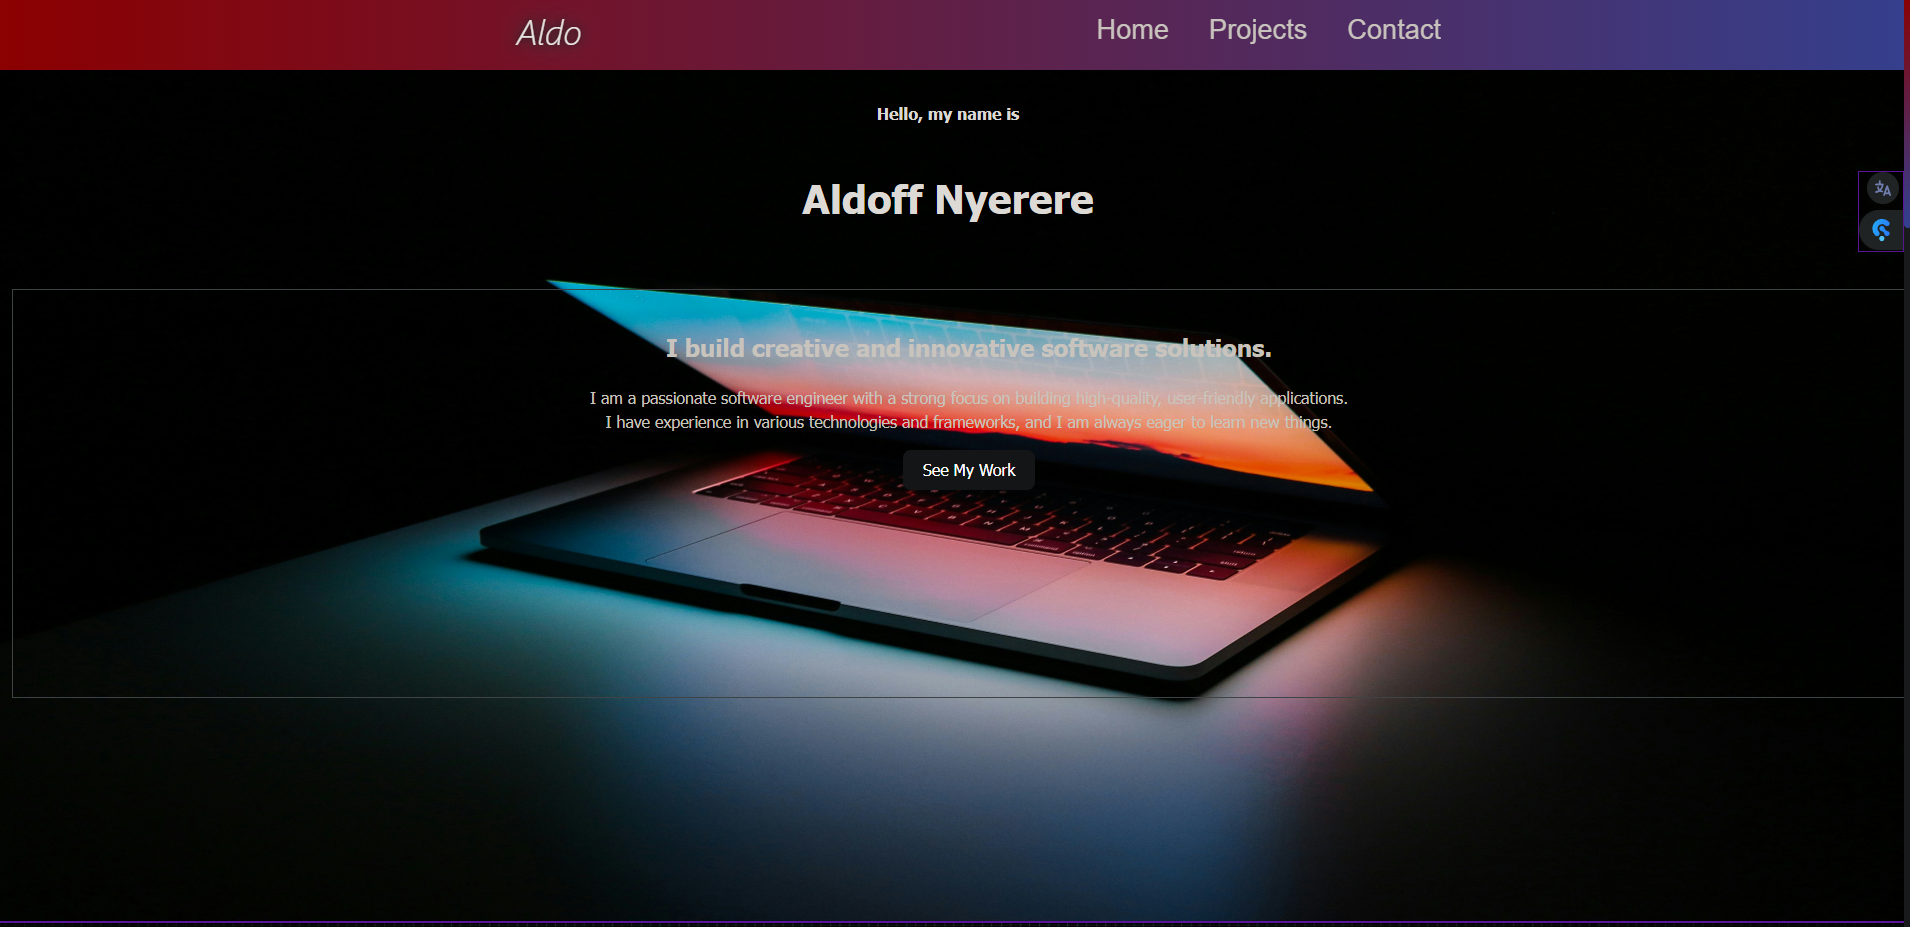 Aldo
Home Projects Contact
Hello, my name is
Aldoff Nyerere
I build creative and innovative software solutions.
I am a passionate software engineer with a strong focus on building high-quality, user-friendly applications.
I have experience in various technologies and frameworks, and I am always eager to learn new things.
See My Work